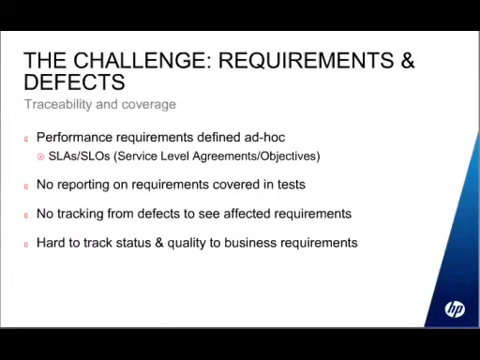 THE CHALLENGE: REQUIREMENTS &
DEFECTS
Traceability and coverage
Performance requirements defined ad-hoc
SLAs/SLOs (Service Level Agreements/Objectives)
No reporting on requirements covered in tests
No tracking from defects to see affected requirements
Hard to track status & quality to business requirements
hp